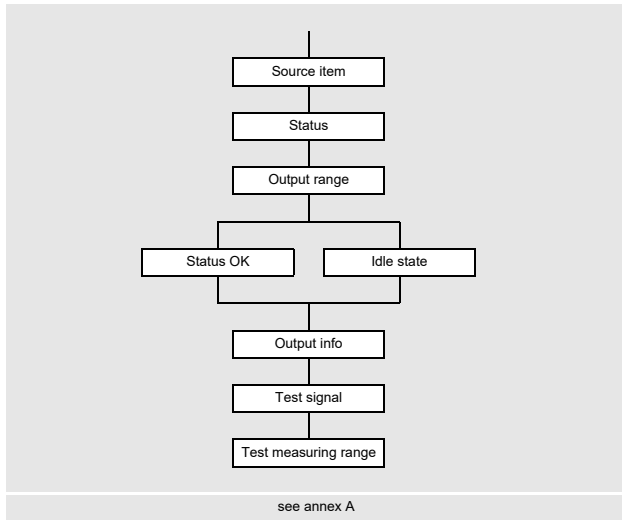 Source item
Status
Output range
Status OK
Idle state
Output info
Test signal
Test measuring range
see annex A